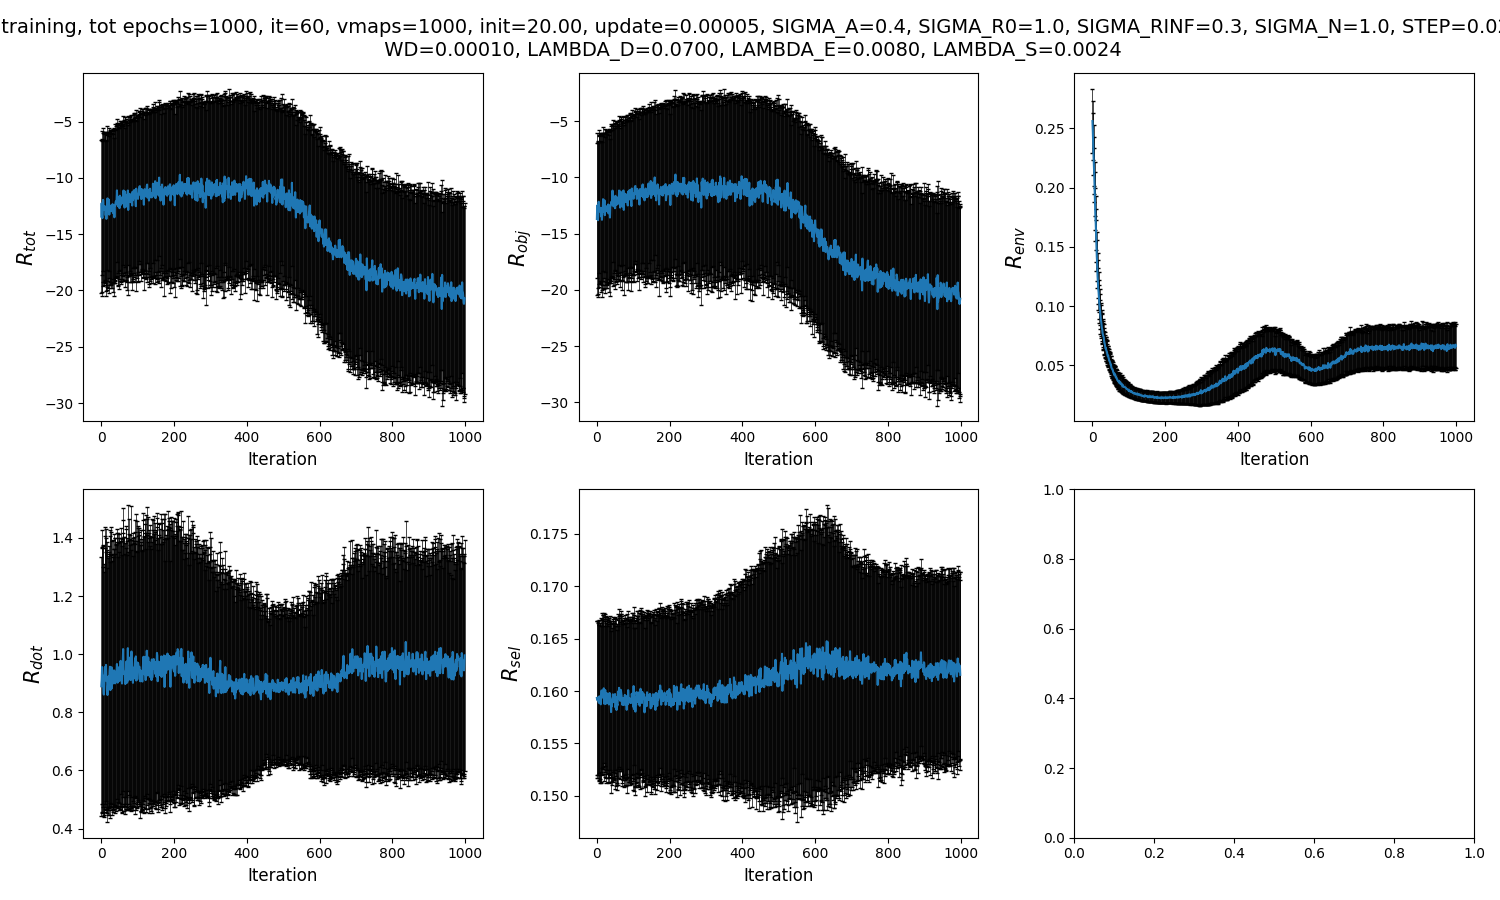 training, tot epochs=1000, it=60, vmaps=1000, init=20.00, update=0.00005, SIGMA_A=0.4, SIGMA_R0=1.0, SIGMA_RINF=0.3, SIGMA_N=1.0,
WD=0.00010, LAMBDA_D=0.0700, LAMBDA_E=0.0080, LAMBDA_S=0.0024
R_tot
−5
−10
−15
−20
−25
−30
0 200 400 600 800 1000
Iteration
R_obj
−5
−10
−15
−20
−25
−30
0 200 400 600 800 1000
Iteration
R_env
0.25
0.20
0.15
0.10
0.05
0 200 400 600 800 1000
Iteration
R_dot
1.4
1.2
1.0
0.8
0.6
0.4
0 200 400 600 800 1000
Iteration
R_sel
0.175
0.170
0.165
0.160
0.155
0.150
0 200 400 600 800 1000
Iteration
1.0
0.8
0.6
0.4
0.2
0.0
0.0 0.2 0.4 0.6 0.8 1.0